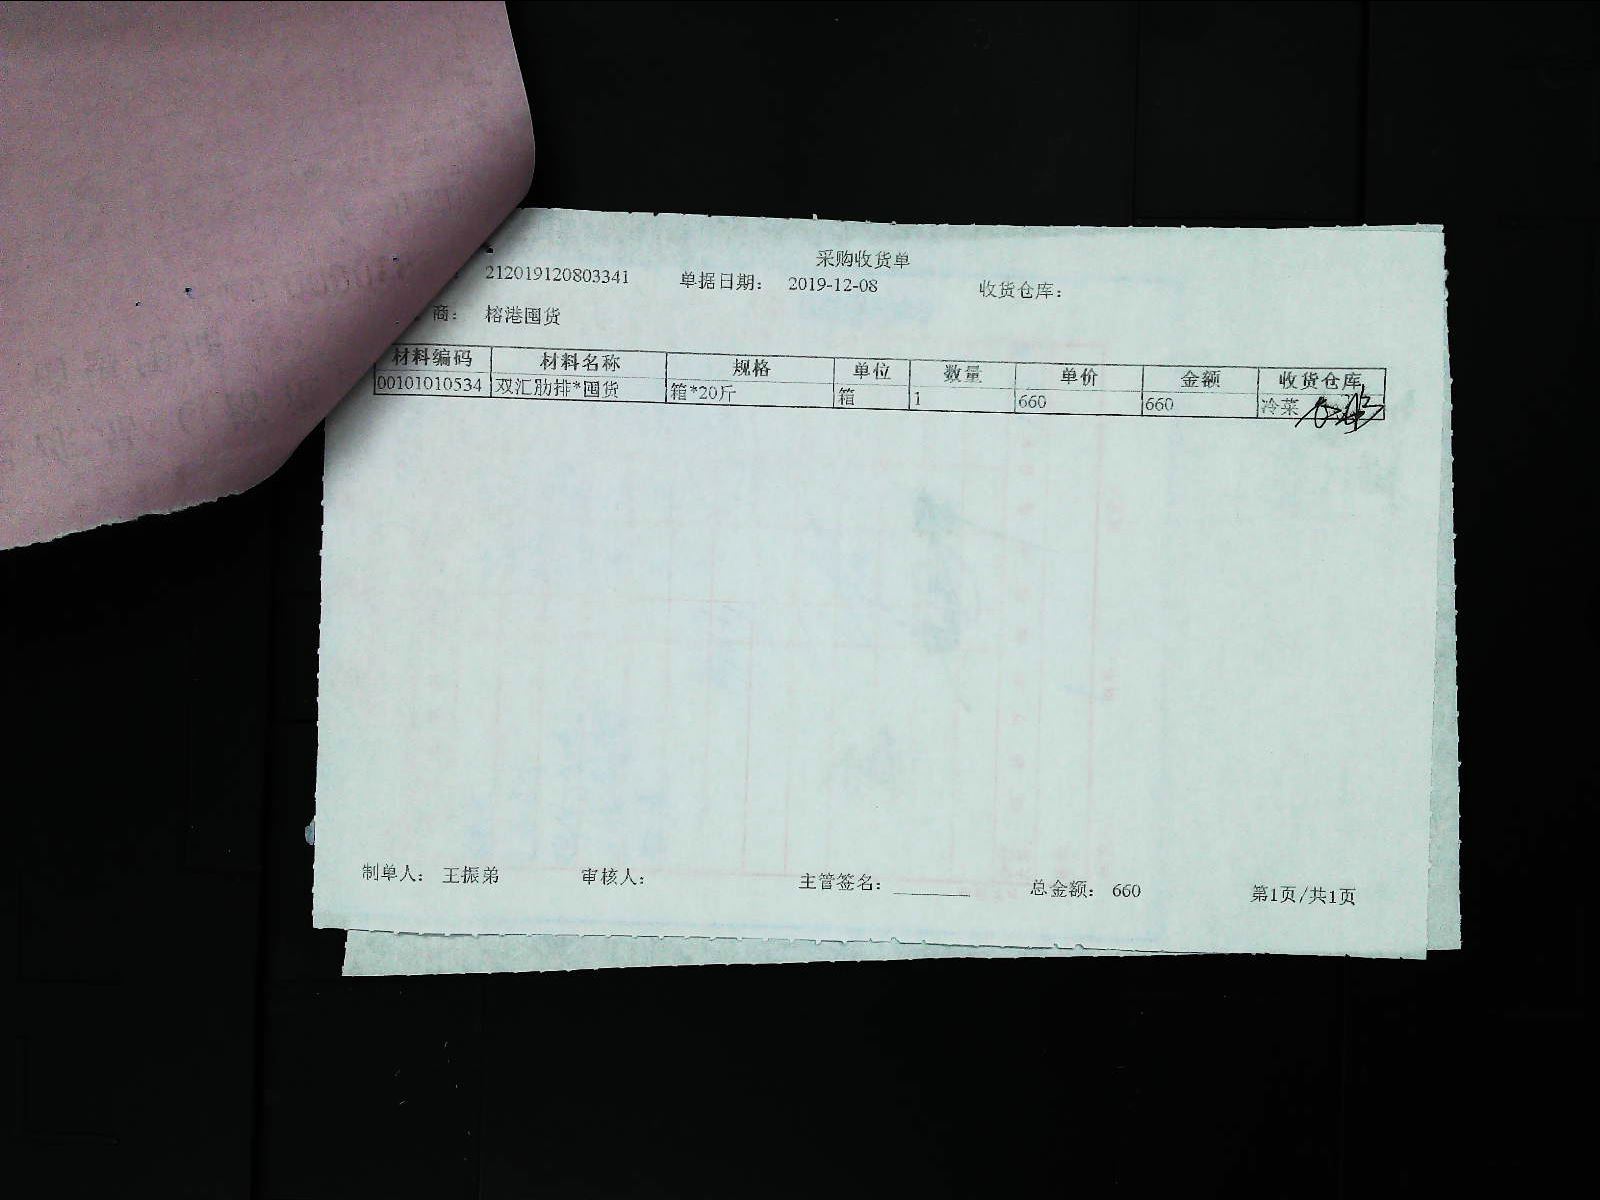 采购收货单
212019120803341 单据日期： 2019-12-08 收货仓库：
商： 榕港囤货
材料编码 材料名称 规格 单位 数量 单价 金额 收货仓库
00101010534 双汇肋排*囤货 箱*20斤 箱 1 660 660 冷菜
制单人： 王振弟 审核人： 主管签名： 总金额： 660 第1页/共1页